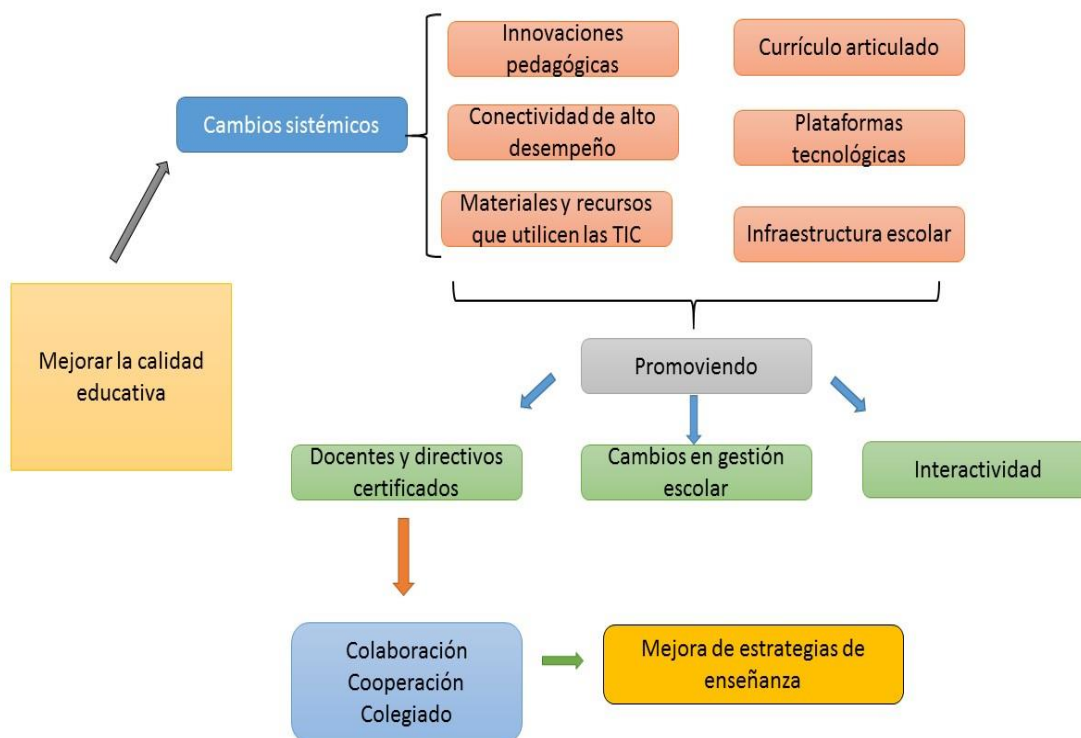 Innovaciones
pedagógicas
Currículo articulado
Cambios sistémicos
Conectividad de alto
desempeño
Plataformas
tecnológicas
Materiales y recursos
que utilicen las TIC
Infraestructura escolar
Mejorar la calidad
educativa
Promoviendo
Docentes y directivos
certificados
Cambios en gestión
escolar
Interactividad
Colaboración
Cooperación
Colegiado
Mejora de estrategias de
enseñanza